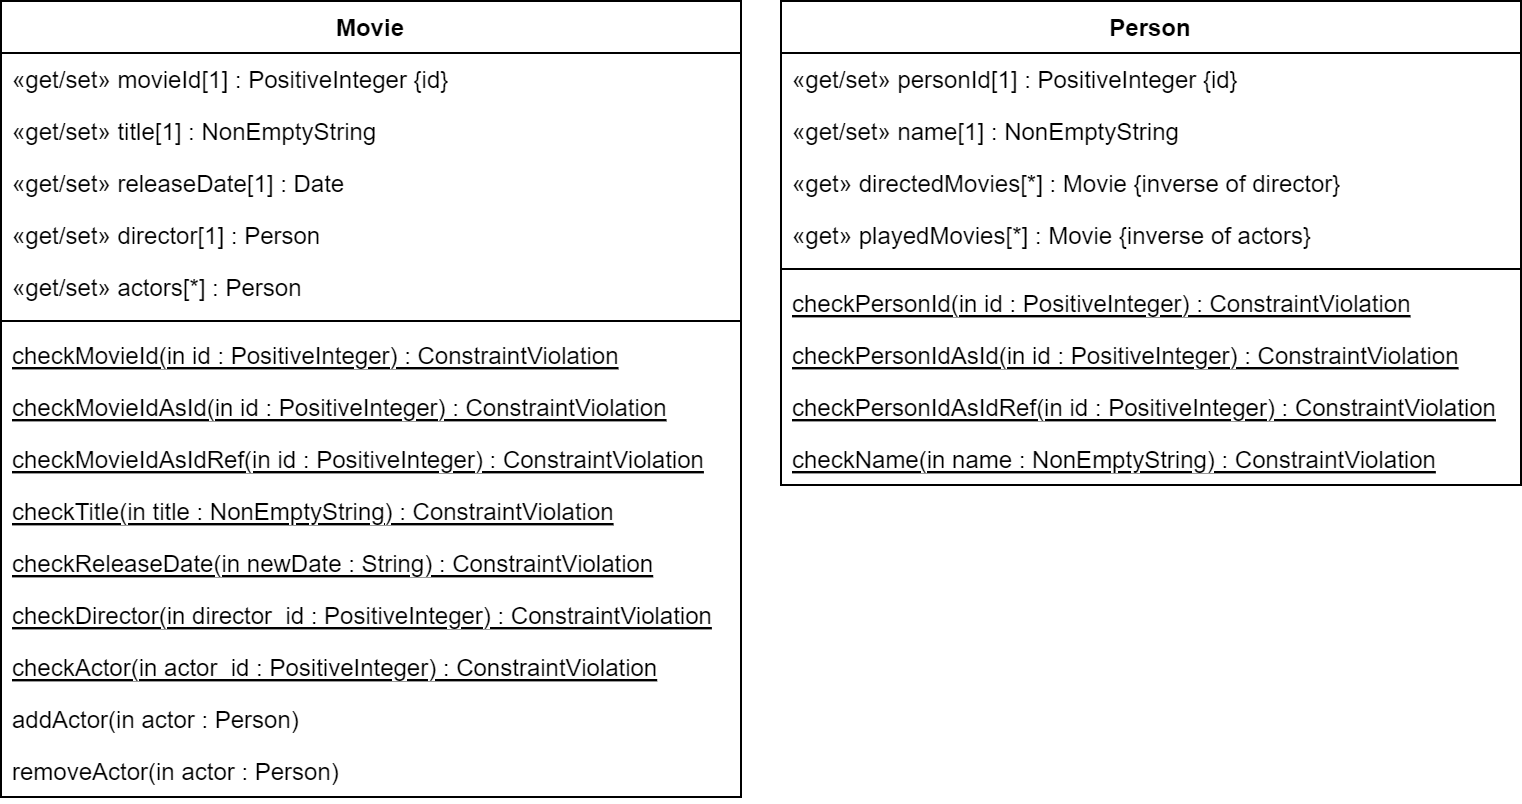 Movie
«get/set» movieId[1] : PositiveInteger {id}
«get/set» title[1] : NonEmptyString
«get/set» releaseDate[1] : Date
«get/set» director[1] : Person
«get/set» actors[*] : Person
checkMovieId(in id : PositiveInteger) : ConstraintViolation
checkMovieIdAsId(in id : PositiveInteger) : ConstraintViolation
checkMovieIdAsIdRef(in id : PositiveInteger) : ConstraintViolation
checkTitle(in title : NonEmptyString) : ConstraintViolation
checkReleaseDate(in newDate : String) : ConstraintViolation
checkDirector(in director_id : PositiveInteger) : ConstraintViolation
checkActor(in actor_id : PositiveInteger) : ConstraintViolation
addActor(in actor : Person)
removeActor(in actor : Person)
Person
«get/set» personId[1] : PositiveInteger {id}
«get/set» name[1] : NonEmptyString
«get» directedMovies[*] : Movie {inverse of director}
«get» playedMovies[*] : Movie {inverse of actors}
checkPersonId(in id : PositiveInteger) : ConstraintViolation
checkPersonIdAsId(in id : PositiveInteger) : ConstraintViolation
checkPersonIdAsIdRef(in id : PositiveInteger) : ConstraintViolation
checkName(in name : NonEmptyString) : ConstraintViolation